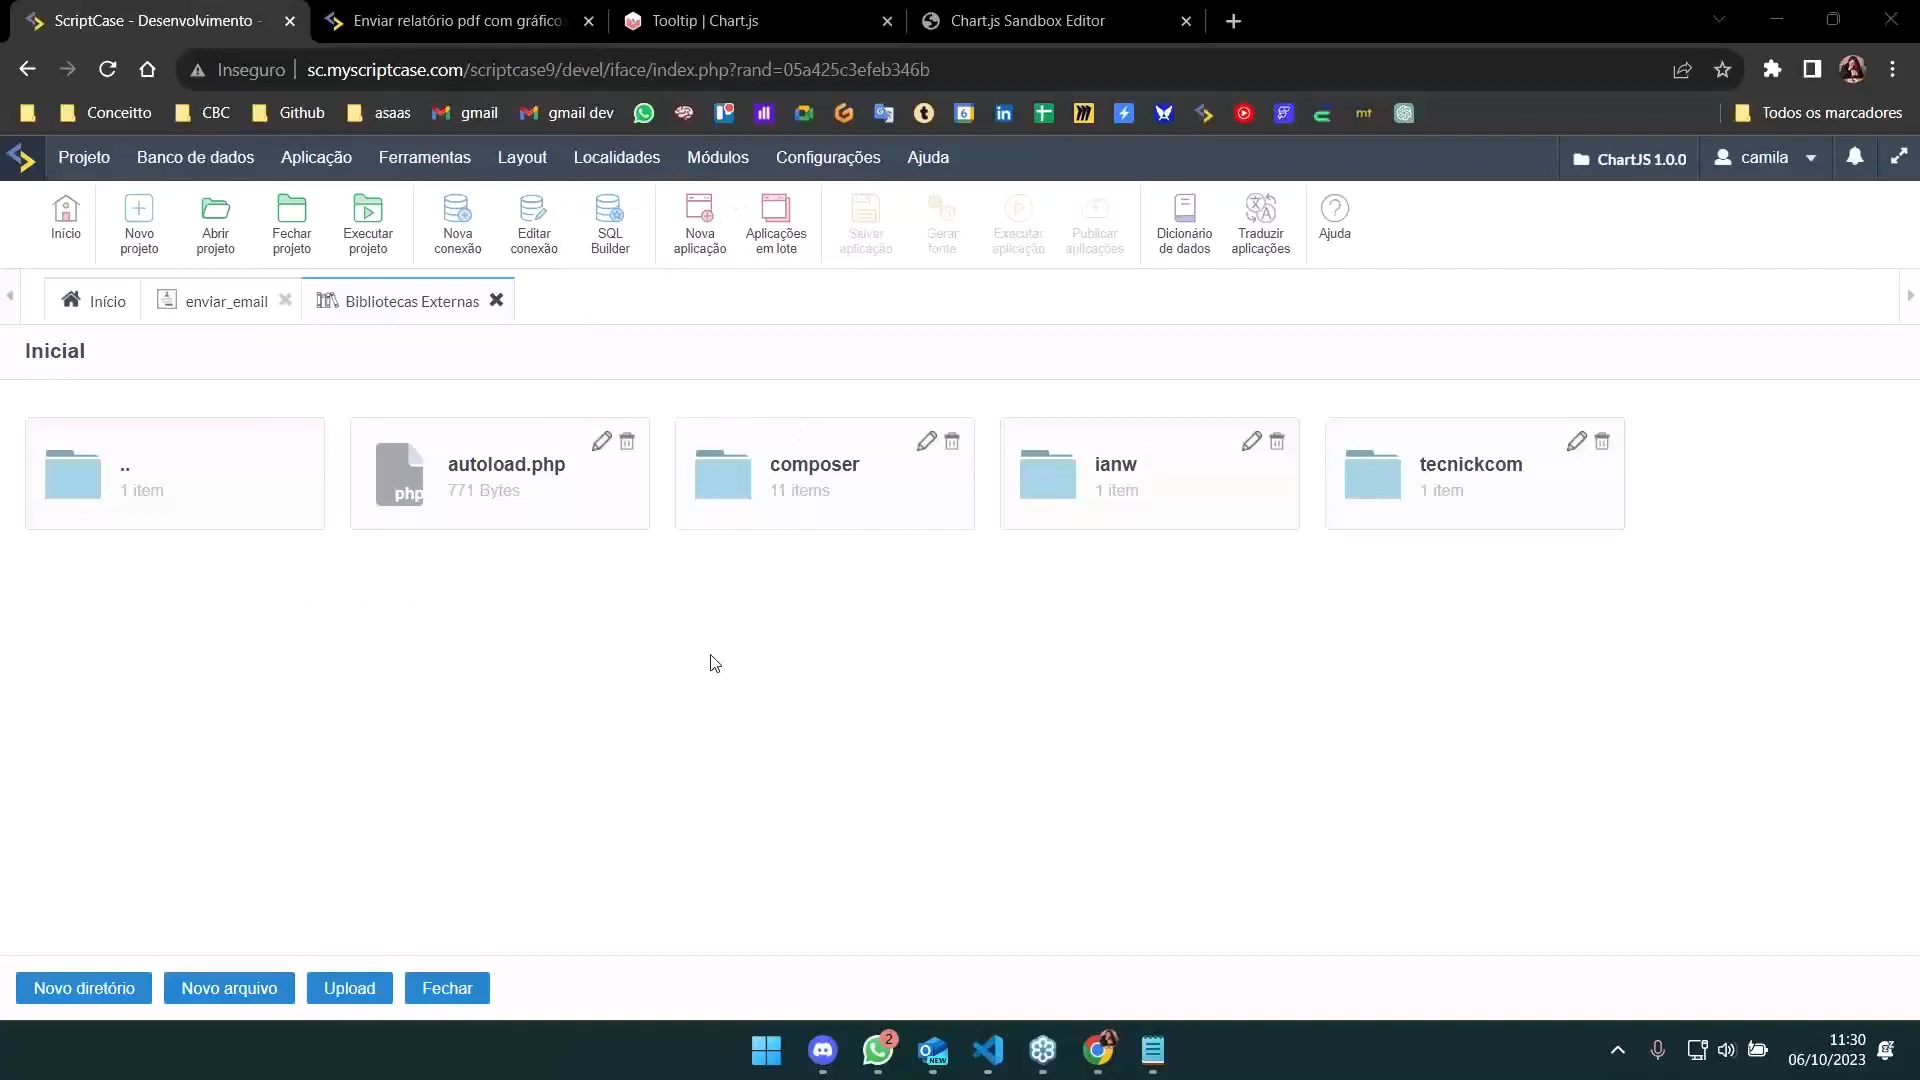 ScriptCase - Desenvolvimento -
Enviar relatório pdf com gráfico
Tooltip | Chart.js
Chart.js Sandbox Editor
Inseguro
sc.myscriptcase.com/scriptcase9/devel/iface/index.php?rand=05a425c3efeb346b
Conceitto
CBC
Github
asaas
gmail
gmail dev
Todos os marcadores
Projeto
Banco de dados
Aplicação
Ferramentas
Layout
Localidades
Módulos
Configurações
Ajuda
ChartJS 1.0.0
camila
Início
Novo
projeto
Abrir
projeto
Fechar
projeto
Executar
projeto
Nova
conexão
Editar
conexão
SQL
Builder
Nova
aplicação
Aplicações
em lote
Salvar
aplicação
Gerar
fonte
Executar
aplicação
Publicar
aplicações
Dicionário
de dados
Traduzir
aplicações
Ajuda
Início
enviar_email
Bibliotecas Externas
Inicial
..
1 item
php
autoload.php
771 Bytes
composer
11 items
ianw
1 item
tecnickcom
1 item
Novo diretório
Novo arquivo
Upload
Fechar
2
NEW
11:30
06/10/2023